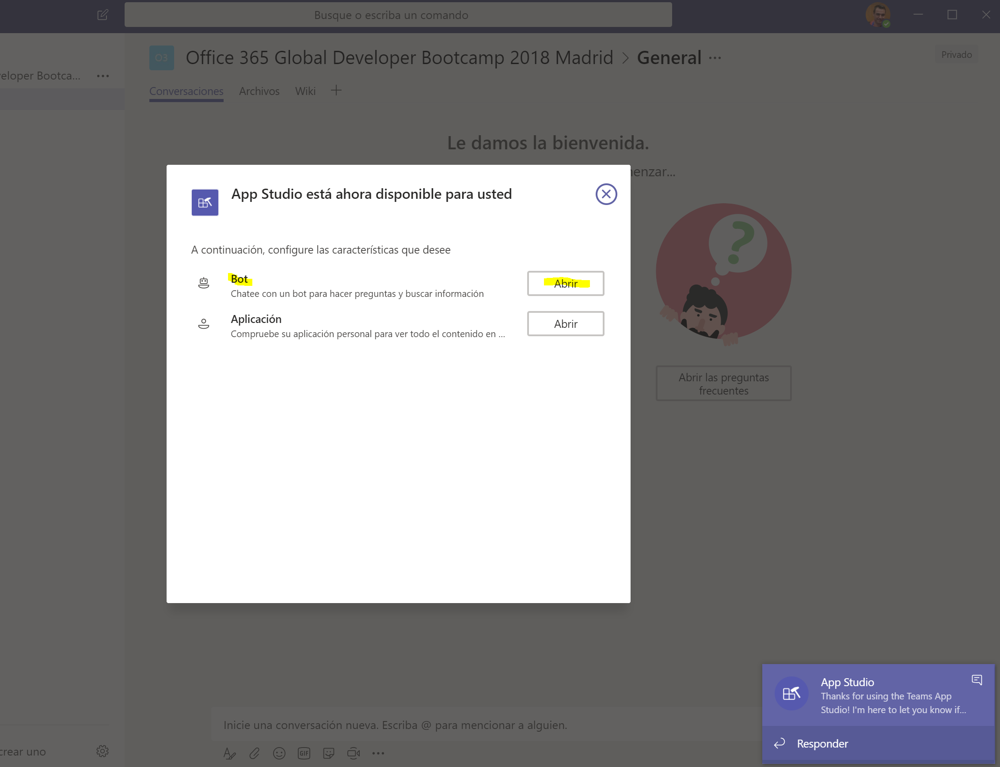 Busque o escriba un comando
O3
Office 365 Global Developer Bootcamp 2018 Madrid > General ...
Privado
veloper Bootca... ...
Conversaciones Archivos Wiki +
Le damos la bienvenida.
menzar...
App Studio está ahora disponible para usted
A continuación, configure las características que desee
Bot
Abrir
Chatee con un bot para hacer preguntas y buscar información
Aplicación
Abrir
Compruebe su aplicación personal para ver todo el contenido en ...
?
Abrir las preguntas
frecuentes
App Studio
Thanks for using the Teams App
Studio! I'm here to let you know if...
Inicie una conversación nueva. Escriba @ para mencionar a alguien.
Responder
crear uno
GIF